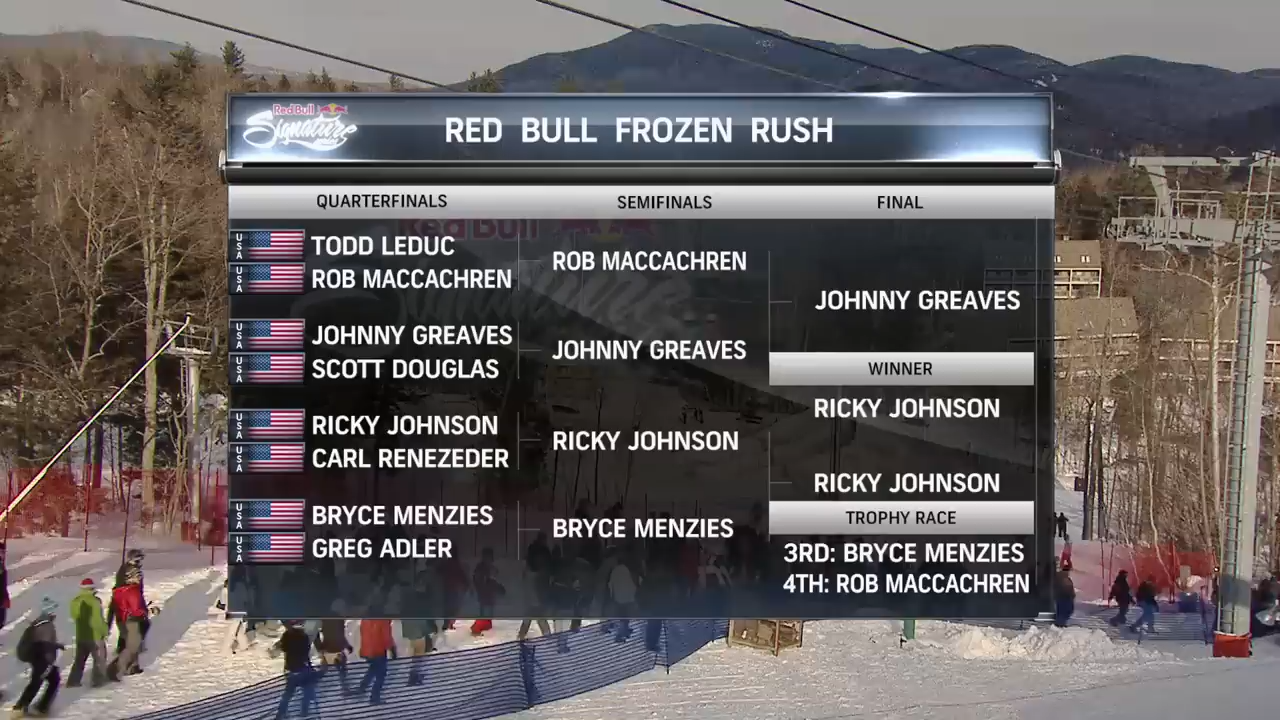 Red Bull
Signature
series
RED BULL FROZEN RUSH
QUARTERFINALS
SEMIFINALS
FINAL
USA TODD LEDUC
USA ROB MACCACHREN
USA JOHNNY GREAVES
USA SCOTT DOUGLAS
USA RICKY JOHNSON
USA CARL RENEZEDER
USA BRYCE MENZIES
USA GREG ADLER
ROB MACCACHREN
JOHNNY GREAVES
RICKY JOHNSON
BRYCE MENZIES
JOHNNY GREAVES
WINNER
RICKY JOHNSON
RICKY JOHNSON
TROPHY RACE
3RD: BRYCE MENZIES
4TH: ROB MACCACHREN
Red Bull
Signature